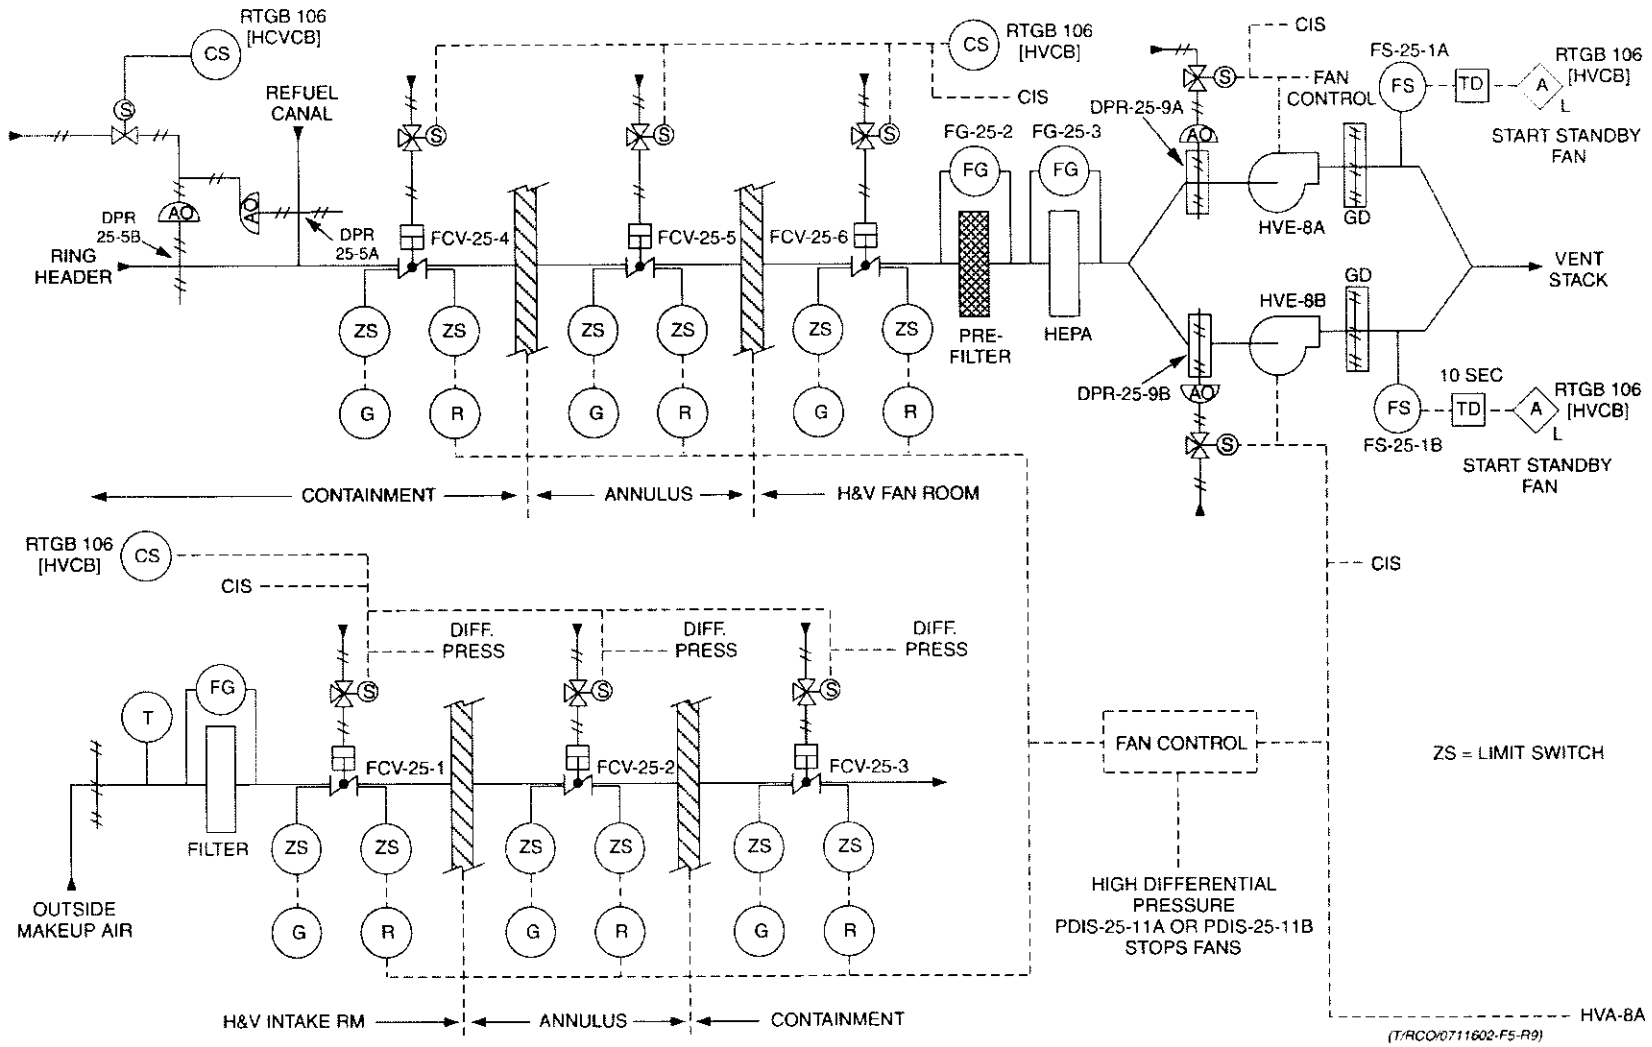 RTGB 106
[HCVCB]
CS
S
REFUEL
CANAL
AO
AO
DPR
25-5B
DPR
25-5A
RING
HEADER
RTGB 106
[HVCB]
CS
CIS
S
S
S
FCV-25-4
FCV-25-5
FCV-25-6
ZS
ZS
ZS
ZS
ZS
ZS
G
R
G
R
G
R
FG-25-2
FG-25-3
FG
FG
PRE-
FILTER
HEPA
CIS
S
FAN
CONTROL
DPR-25-9A
AO
HVE-8A
GD
FS-25-1A
FS
TD
A
L
RTGB 106
[HVCB]
START STANDBY
FAN
VENT
STACK
GD
HVE-8B
DPR-25-9B
AO
S
10 SEC
FS
TD
A
L
RTGB 106
[HVCB]
FS-25-1B
START STANDBY
FAN
CONTAINMENT
ANNULUS
H&V FAN ROOM
RTGB 106
[HVCB]
CS
CIS
CIS
DIFF.
PRESS
DIFF.
PRESS
DIFF.
PRESS
S
S
S
T
FG
FCV-25-1
FCV-25-2
FCV-25-3
FILTER
OUTSIDE
MAKEUP AIR
ZS
ZS
ZS
ZS
ZS
ZS
G
R
G
R
G
R
FAN CONTROL
ZS = LIMIT SWITCH
HIGH DIFFERENTIAL
PRESSURE
PDIS-25-11A OR PDIS-25-11B
STOPS FANS
H&V INTAKE RM
ANNULUS
CONTAINMENT
HVA-8A
(T/RCO/0711602-F5-R9)